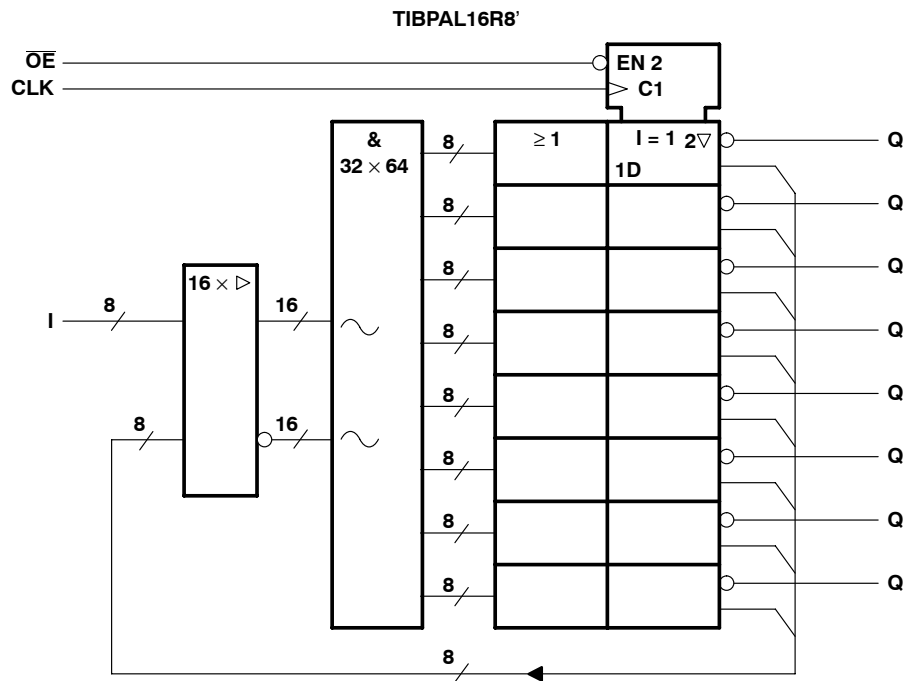 TIBPAL16R8’
OE
EN 2
CLK
C1
&
32 × 64
≥ 1
I = 1 2▽
1D
Q
8
Q
8
Q
8
Q
8
Q
8
Q
8
Q
8
Q
8
16 × ▷
I
8
16
8
16
8